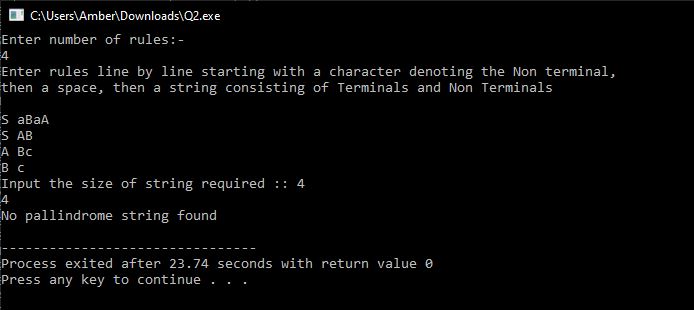 C:\Users\Amber\Downloads\Q2.exe
Enter number of rules:-
4
Enter rules line by line starting with a character denoting the Non terminal,
then a space, then a string consisting of Terminals and Non Terminals
S aBaA
S AB
A Bc
B c
Input the size of string required :: 4
4
No pallindrome string found
--------------------------------
Process exited after 23.74 seconds with return value 0
Press any key to continue . . .